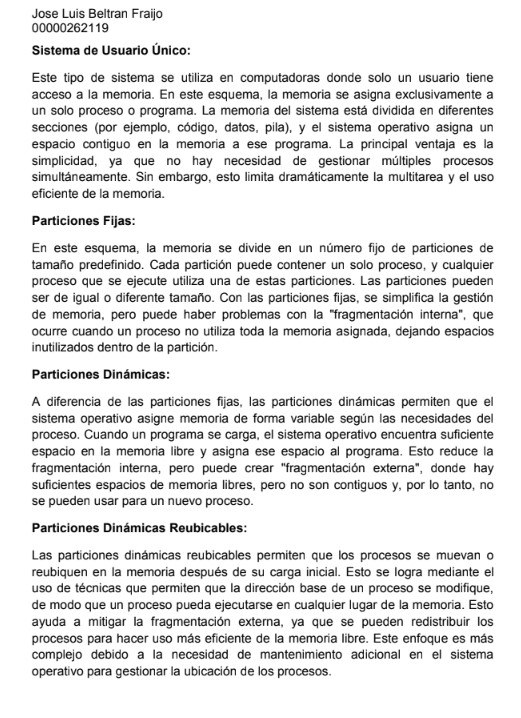 Jose Luis Beltran Fraijo
00000262119
Sistema de Usuario Único:
Este tipo de sistema se utiliza en computadoras donde solo un usuario tiene
acceso a la memoria. En este esquema, la memoria se asigna exclusivamente a
un solo proceso o programa. La memoria del sistema está dividida en diferentes
secciones (por ejemplo, código, datos, pila), y el sistema operativo asigna un
espacio contiguo en la memoria a ese programa. La principal ventaja es la
simplicidad, ya que no hay necesidad de gestionar múltiples procesos
simultáneamente. Sin embargo, esto limita dramáticamente la multitarea y el uso
eficiente de la memoria.
Particiones Fijas:
En este esquema, la memoria se divide en un número fijo de particiones de
tamaño predefinido. Cada partición puede contener un solo proceso, y cualquier
proceso que se ejecute utiliza una de estas particiones. Las particiones pueden
ser de igual o diferente tamaño. Con las particiones fijas, se simplifica la gestión
de memoria, pero puede haber problemas con la "fragmentación interna", que
ocurre cuando un proceso no utiliza toda la memoria asignada, dejando espacios
inutilizados dentro de la partición.
Particiones Dinámicas:
A diferencia de las particiones fijas, las particiones dinámicas permiten que el
sistema operativo asigne memoria de forma variable según las necesidades del
proceso. Cuando un programa se carga, el sistema operativo encuentra suficiente
espacio en la memoria libre y asigna ese espacio al programa. Esto reduce la
fragmentación interna, pero puede crear "fragmentación externa", donde hay
suficientes espacios de memoria libres, pero no son contiguos y, por lo tanto, no
se pueden usar para un nuevo proceso.
Particiones Dinámicas Reubicables:
Las particiones dinámicas reubicables permiten que los procesos se muevan o
reubiquen en la memoria después de su carga inicial. Esto se logra mediante el
uso de técnicas que permiten que la dirección base de un proceso se modifique,
de modo que un proceso pueda ejecutarse en cualquier lugar de la memoria. Esto
ayuda a mitigar la fragmentación externa, ya que se pueden redistribuir los
procesos para hacer uso más eficiente de la memoria libre. Este enfoque es más
complejo debido a la necesidad de mantenimiento adicional en el sistema
operativo para gestionar la ubicación de los procesos.